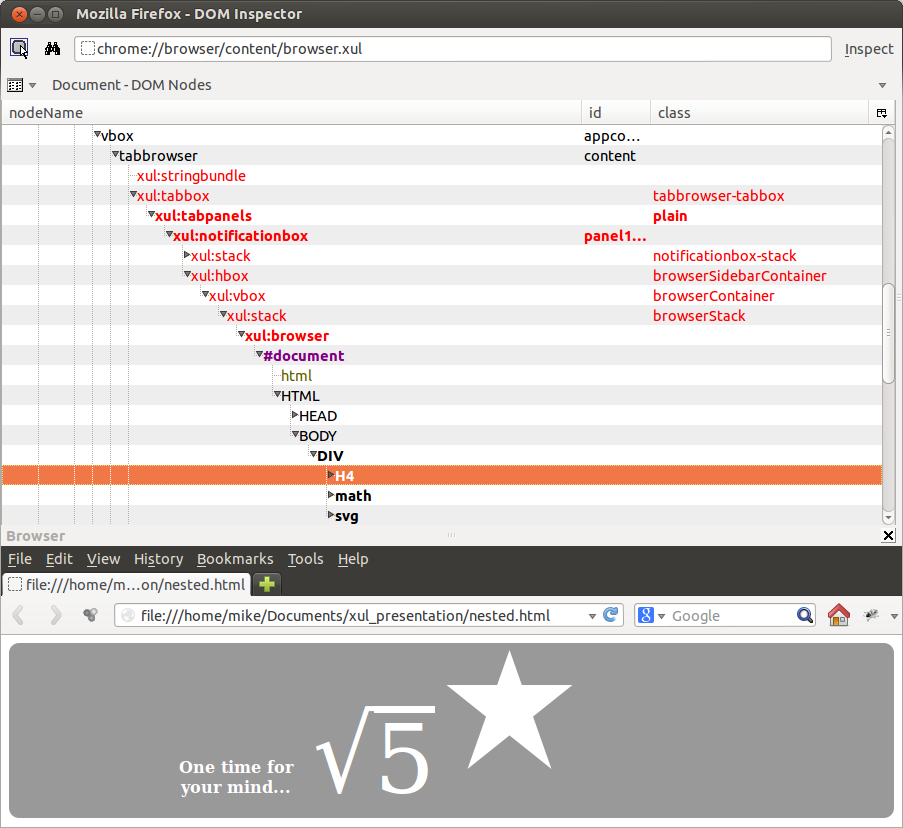 Mozilla Firefox - DOM Inspector
chrome://browser/content/browser.xul Inspect
Document - DOM Nodes
nodeName id class
vbox appco…
tabbrowser content
xul:stringbundle
xul:tabbox tabbrowser-tabbox
xul:tabpanels plain
xul:notificationbox panel1…
xul:stack notificationbox-stack
xul:hbox browserSidebarContainer
xul:vbox browserContainer
xul:stack browserStack
xul:browser
#document
html
HTML
HEAD
BODY
DIV
H4
math
svg
Browser
File Edit View History Bookmarks Tools Help
file:///home/m…on/nested.html
file:///home/mike/Documents/xul_presentation/nested.html 8 Google
One time for
your mind...
√5